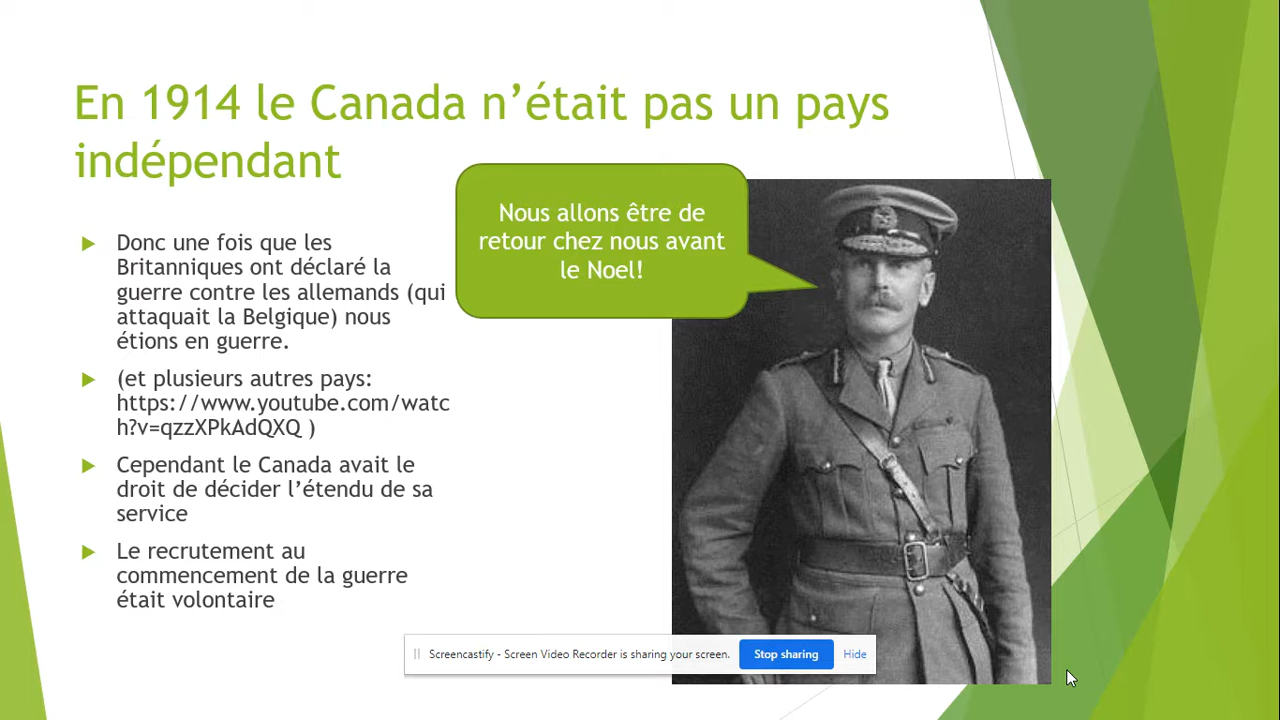 En 1914 le Canada n’était pas un pays
indépendant
Nous allons être de
retour chez nous avant
le Noel!
Donc une fois que les
Britanniques ont déclaré la
guerre contre les allemands (qui
attaquait la Belgique) nous
étions en guerre.
(et plusieurs autres pays:
https://www.youtube.com/watc
h?v=qzzXPkAdQXQ )
Cependant le Canada avait le
droit de décider l’étendu de sa
service
Le recrutement au
commencement de la guerre
était volontaire
Screencastify - Screen Video Recorder is sharing your screen. Stop sharing Hide